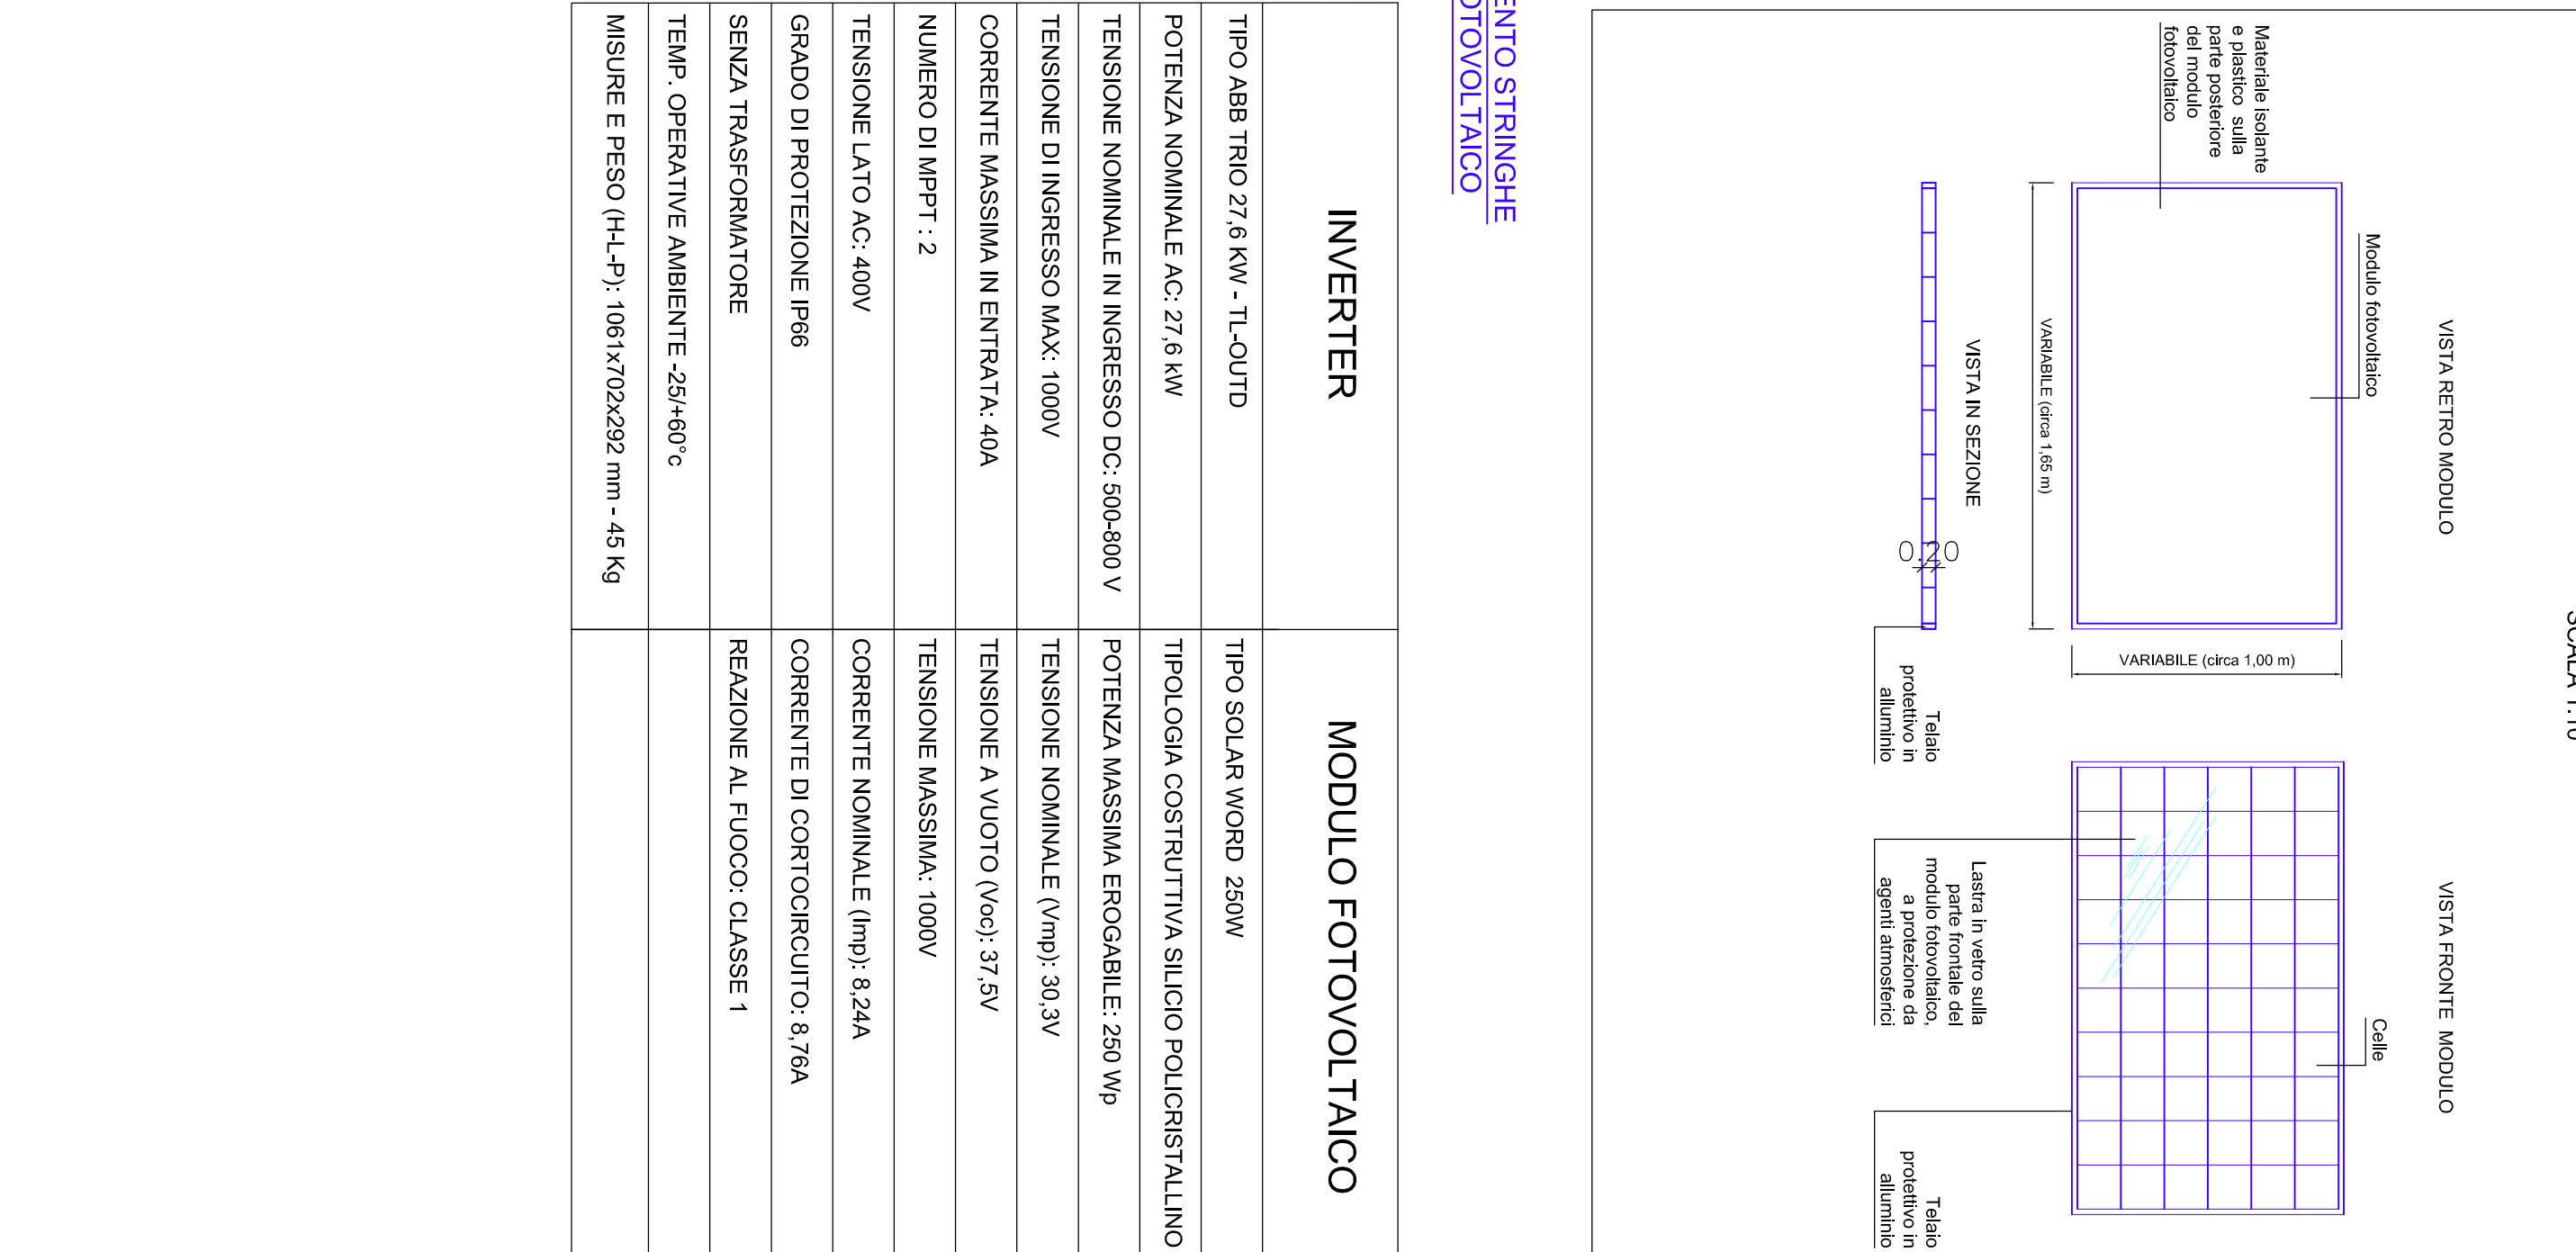 SCALA 1:10
VISTA RETRO MODULO
VISTA FRONTE MODULO
Modulo fotovoltaico
Celle
Materiale isolante
e plastico sulla
parte posteriore
del modulo
fotovoltaico
VARIABILE (circa 1,00 m)
VARIABILE (circa 1,65 m)
VISTA IN SEZIONE
0.20
Telaio
protettivo in
alluminio
Lastra in vetro sulla
parte frontale del
modulo fotovoltaico,
a protezione da
agenti atmosferici
Telaio
protettivo in
alluminio
ENTO STRINGHE
OTOVOLTAICO
INVERTER
MODULO FOTOVOLTAICO
TIPO ABB TRIO 27,6 KW - TL-OUTD
TIPO SOLAR WORD 250W
POTENZA NOMINALE AC: 27,6 kW
TIPOLOGIA COSTRUTTIVA SILICIO POLICRISTALLINO
TENSIONE NOMINALE IN INGRESSO DC: 500-800 V
POTENZA MASSIMA EROGABILE: 250 Wp
TENSIONE DI INGRESSO MAX: 1000V
TENSIONE NOMINALE (Vmp): 30,3V
CORRENTE MASSIMA IN ENTRATA: 40A
TENSIONE A VUOTO (Voc): 37,5V
NUMERO DI MPPT : 2
TENSIONE MASSIMA: 1000V
TENSIONE LATO AC: 400V
CORRENTE NOMINALE (Imp): 8,24A
GRADO DI PROTEZIONE IP66
CORRENTE DI CORTOCIRCUITO: 8,76A
SENZA TRASFORMATORE
REAZIONE AL FUOCO: CLASSE 1
TEMP. OPERATIVE AMBIENTE -25/+60°c
MISURE E PESO (H-L-P): 1061x702x292 mm - 45 Kg